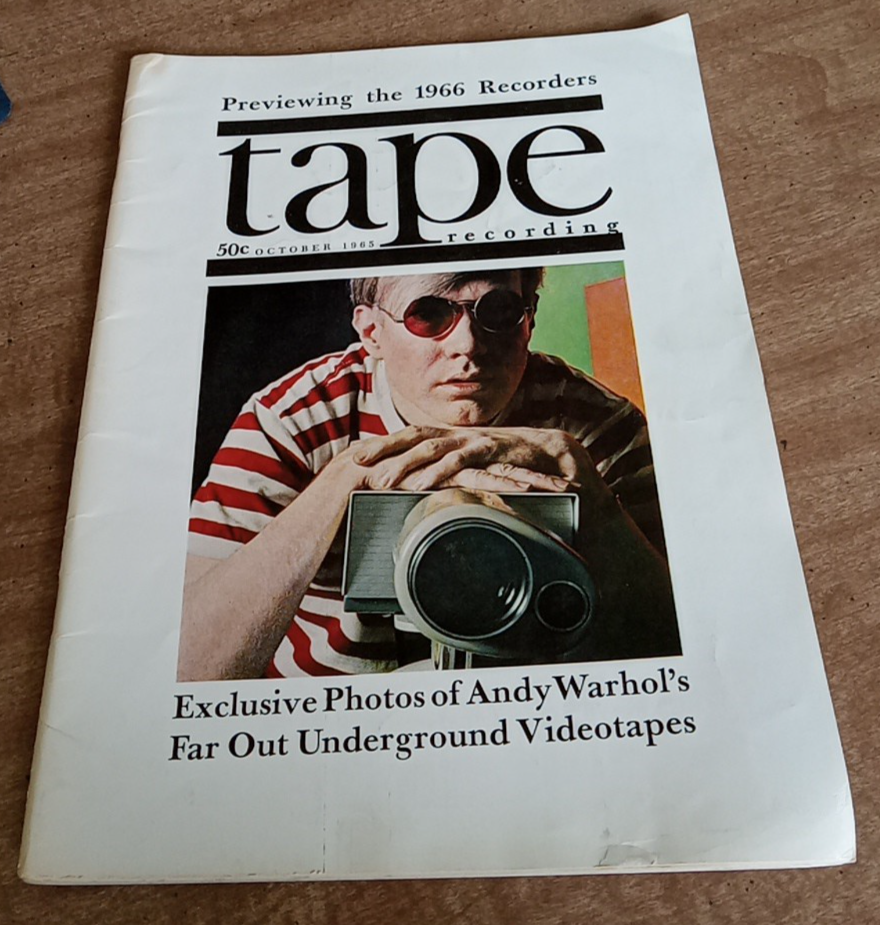 Previewing the 1966 Recorders
tape
recording
50c OCTOBER 1965
Exclusive Photos of Andy Warhol's
Far Out Underground Videotapes